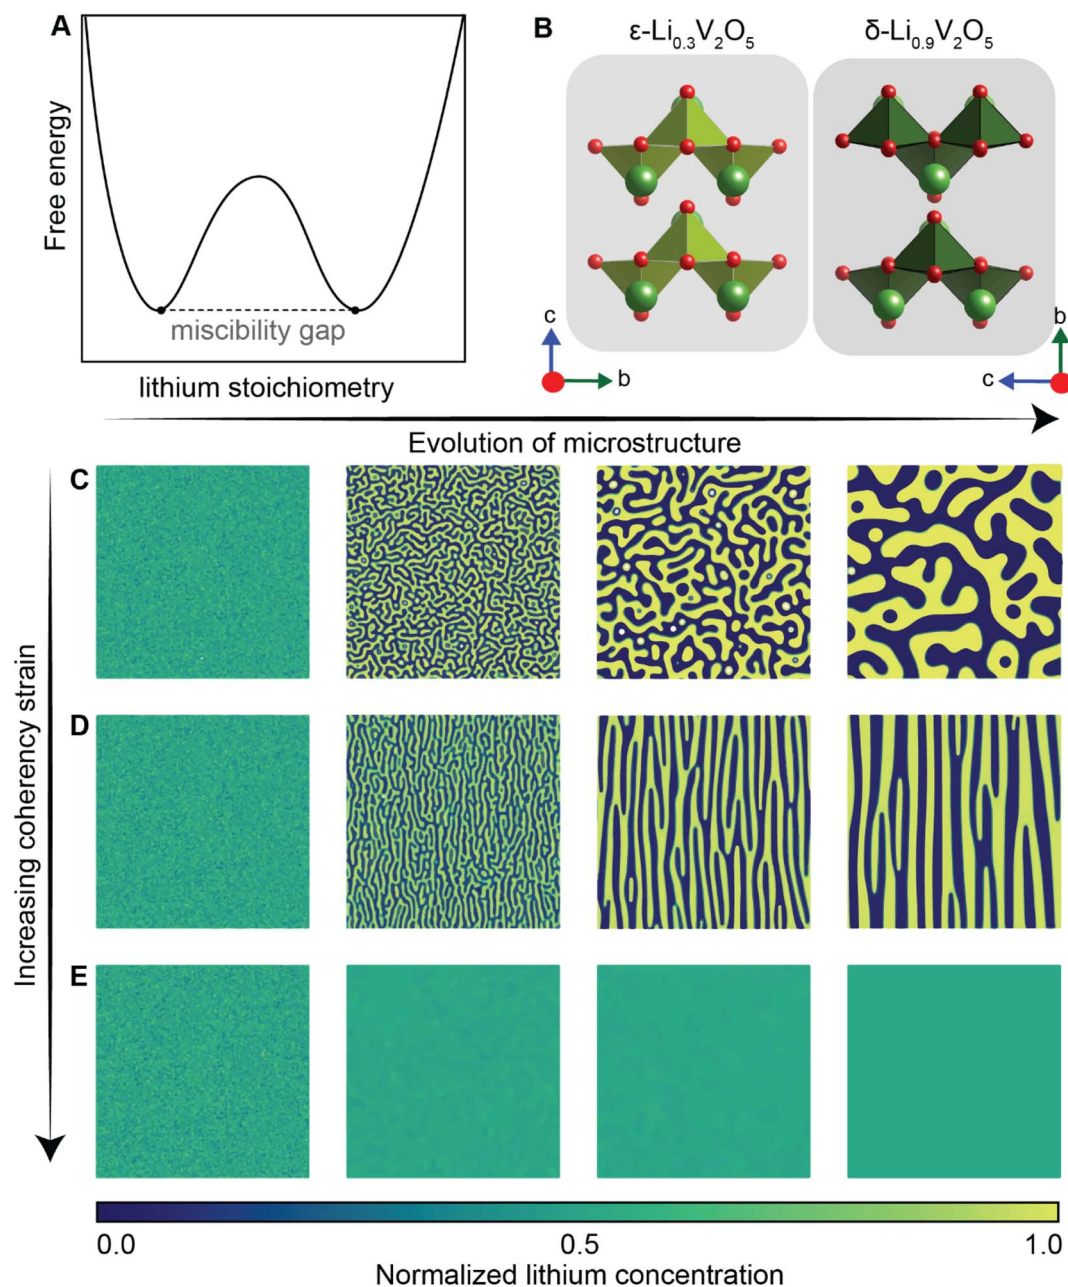 A
Free energy
miscibility gap
lithium stoichiometry
B
ε-Li0.3V2O5
δ-Li0.9V2O5
c
b
b
c
Evolution of microstructure
Increasing coherency strain
C
D
E
0.0
0.5
1.0
Normalized lithium concentration